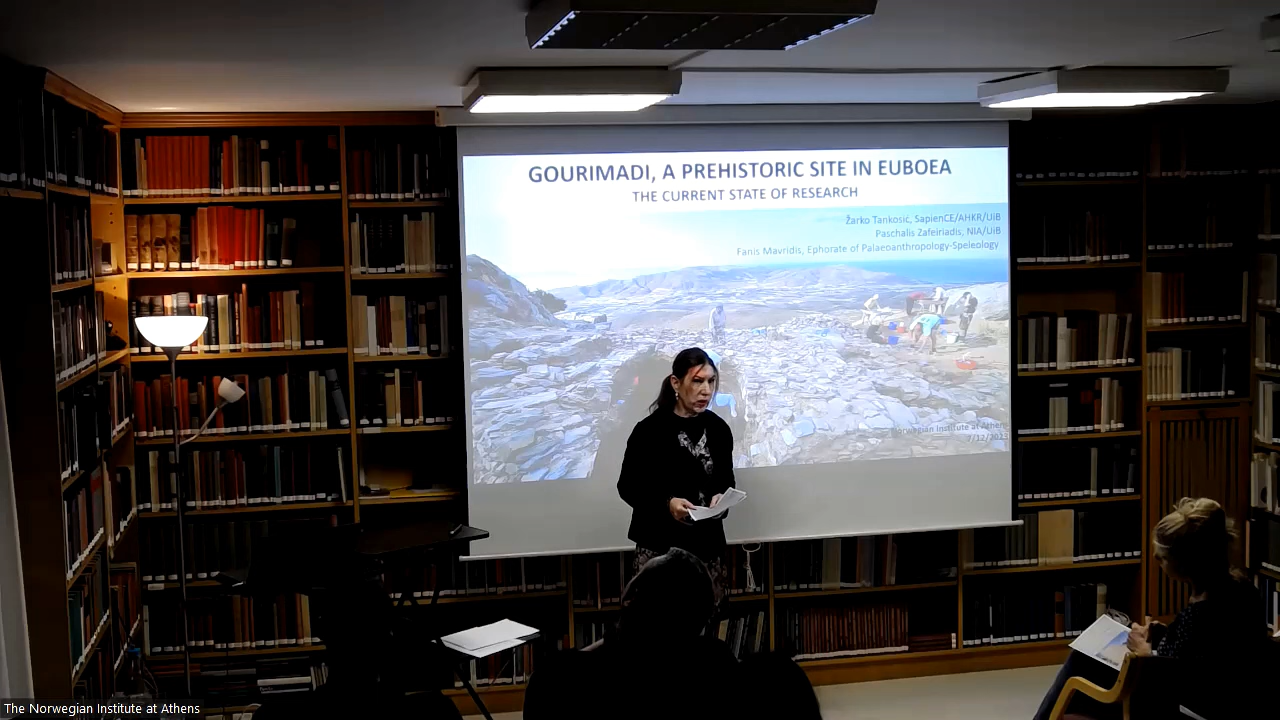 GOURIMADI, A PREHISTORIC SITE IN EUBOEA
THE CURRENT STATE OF RESEARCH
Žarko Tankosić, SapienCE/AHKR/UiB
Paschalis Zafeiriadis, NIA/UiB
Fanis Mavridis, Ephorate of Palaeoanthropology-Speleology
Norwegian Institute at Athens
7/12/2023
The Norwegian Institute at Athens